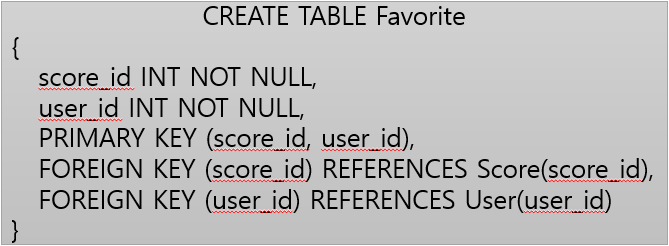 CREATE TABLE Favorite
{
score_id INT NOT NULL,
user_id INT NOT NULL,
PRIMARY KEY (score_id, user_id),
FOREIGN KEY (score_id) REFERENCES Score(score_id),
FOREIGN KEY (user_id) REFERENCES User(user_id)
}